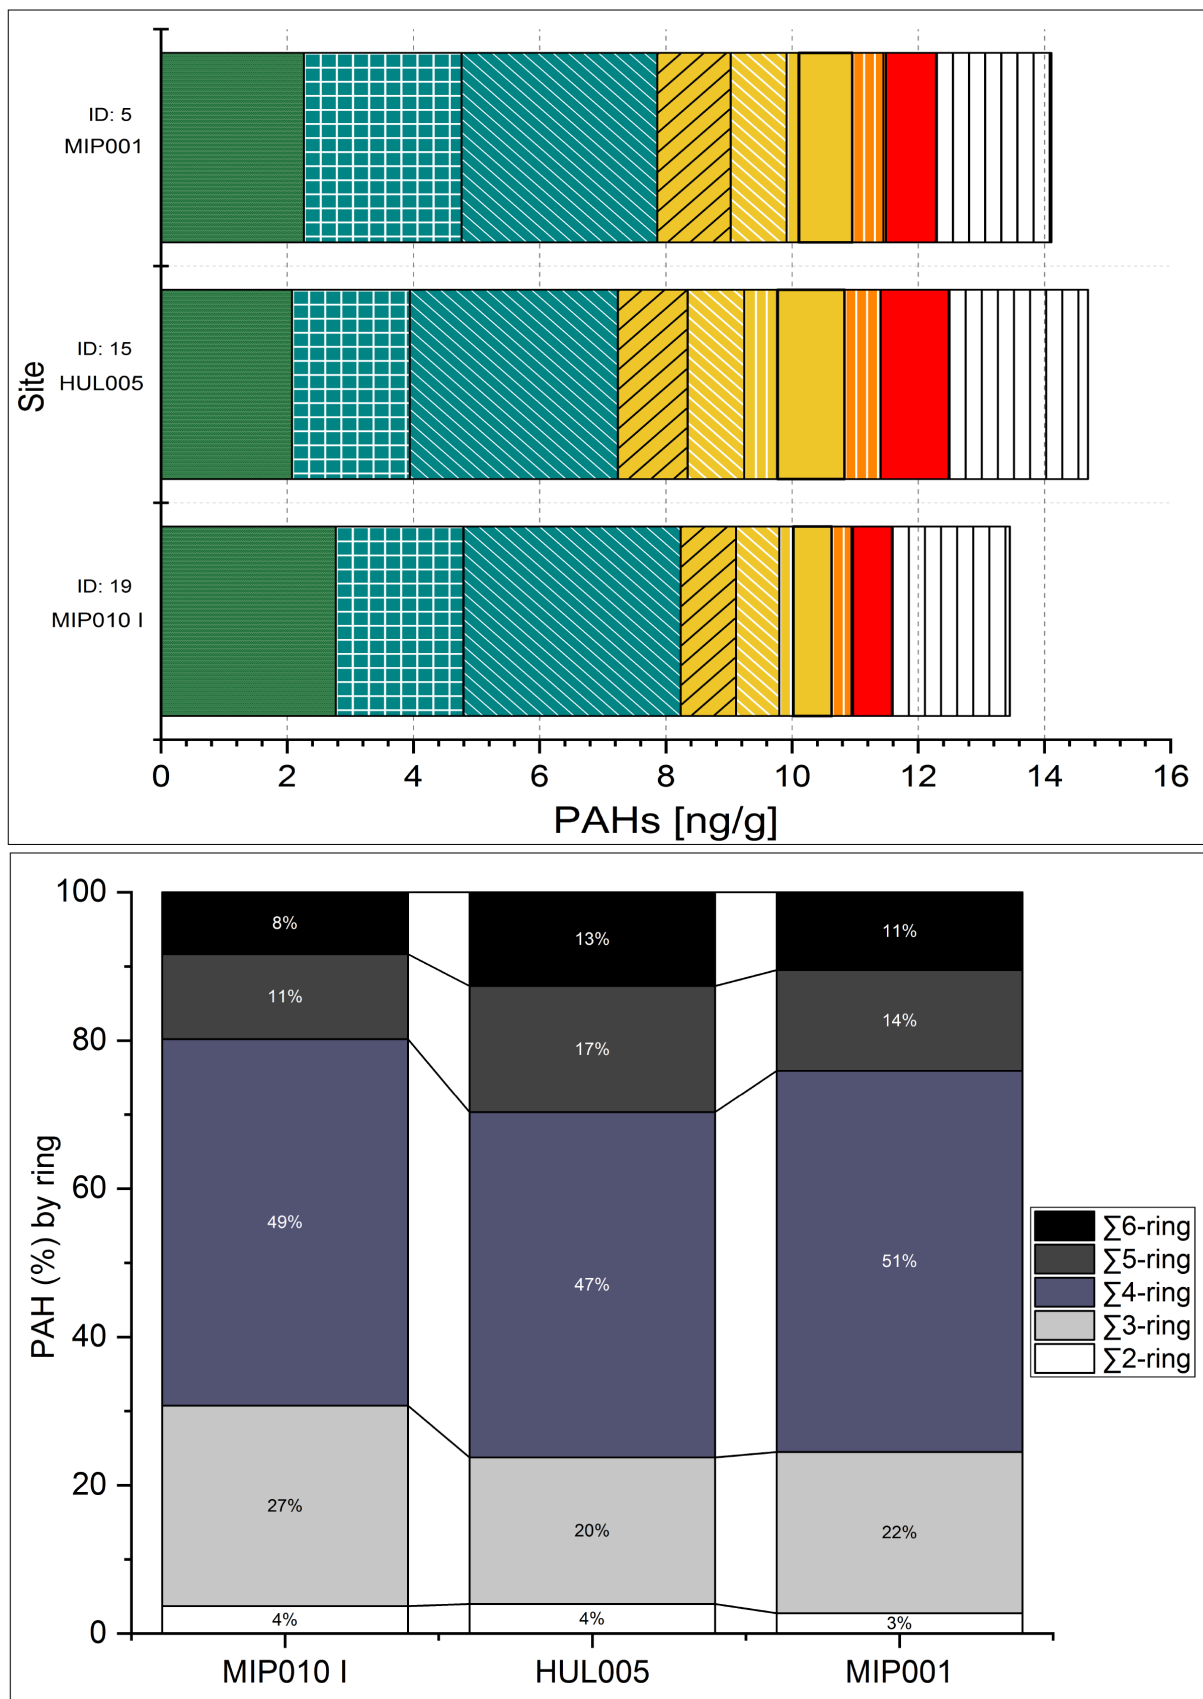 ID: 5
MIP001
ID: 15
HUL005
ID: 19
MIP010 I
Site
0 2 4 6 8 10 12 14 16
PAHs [ng/g]
100
80
60
40
20
0
PAH (%) by ring
8%
11%
49%
27%
4%
13%
17%
47%
20%
4%
11%
14%
51%
22%
3%
MIP010 I HUL005 MIP001
∑6-ring
∑5-ring
∑4-ring
∑3-ring
∑2-ring